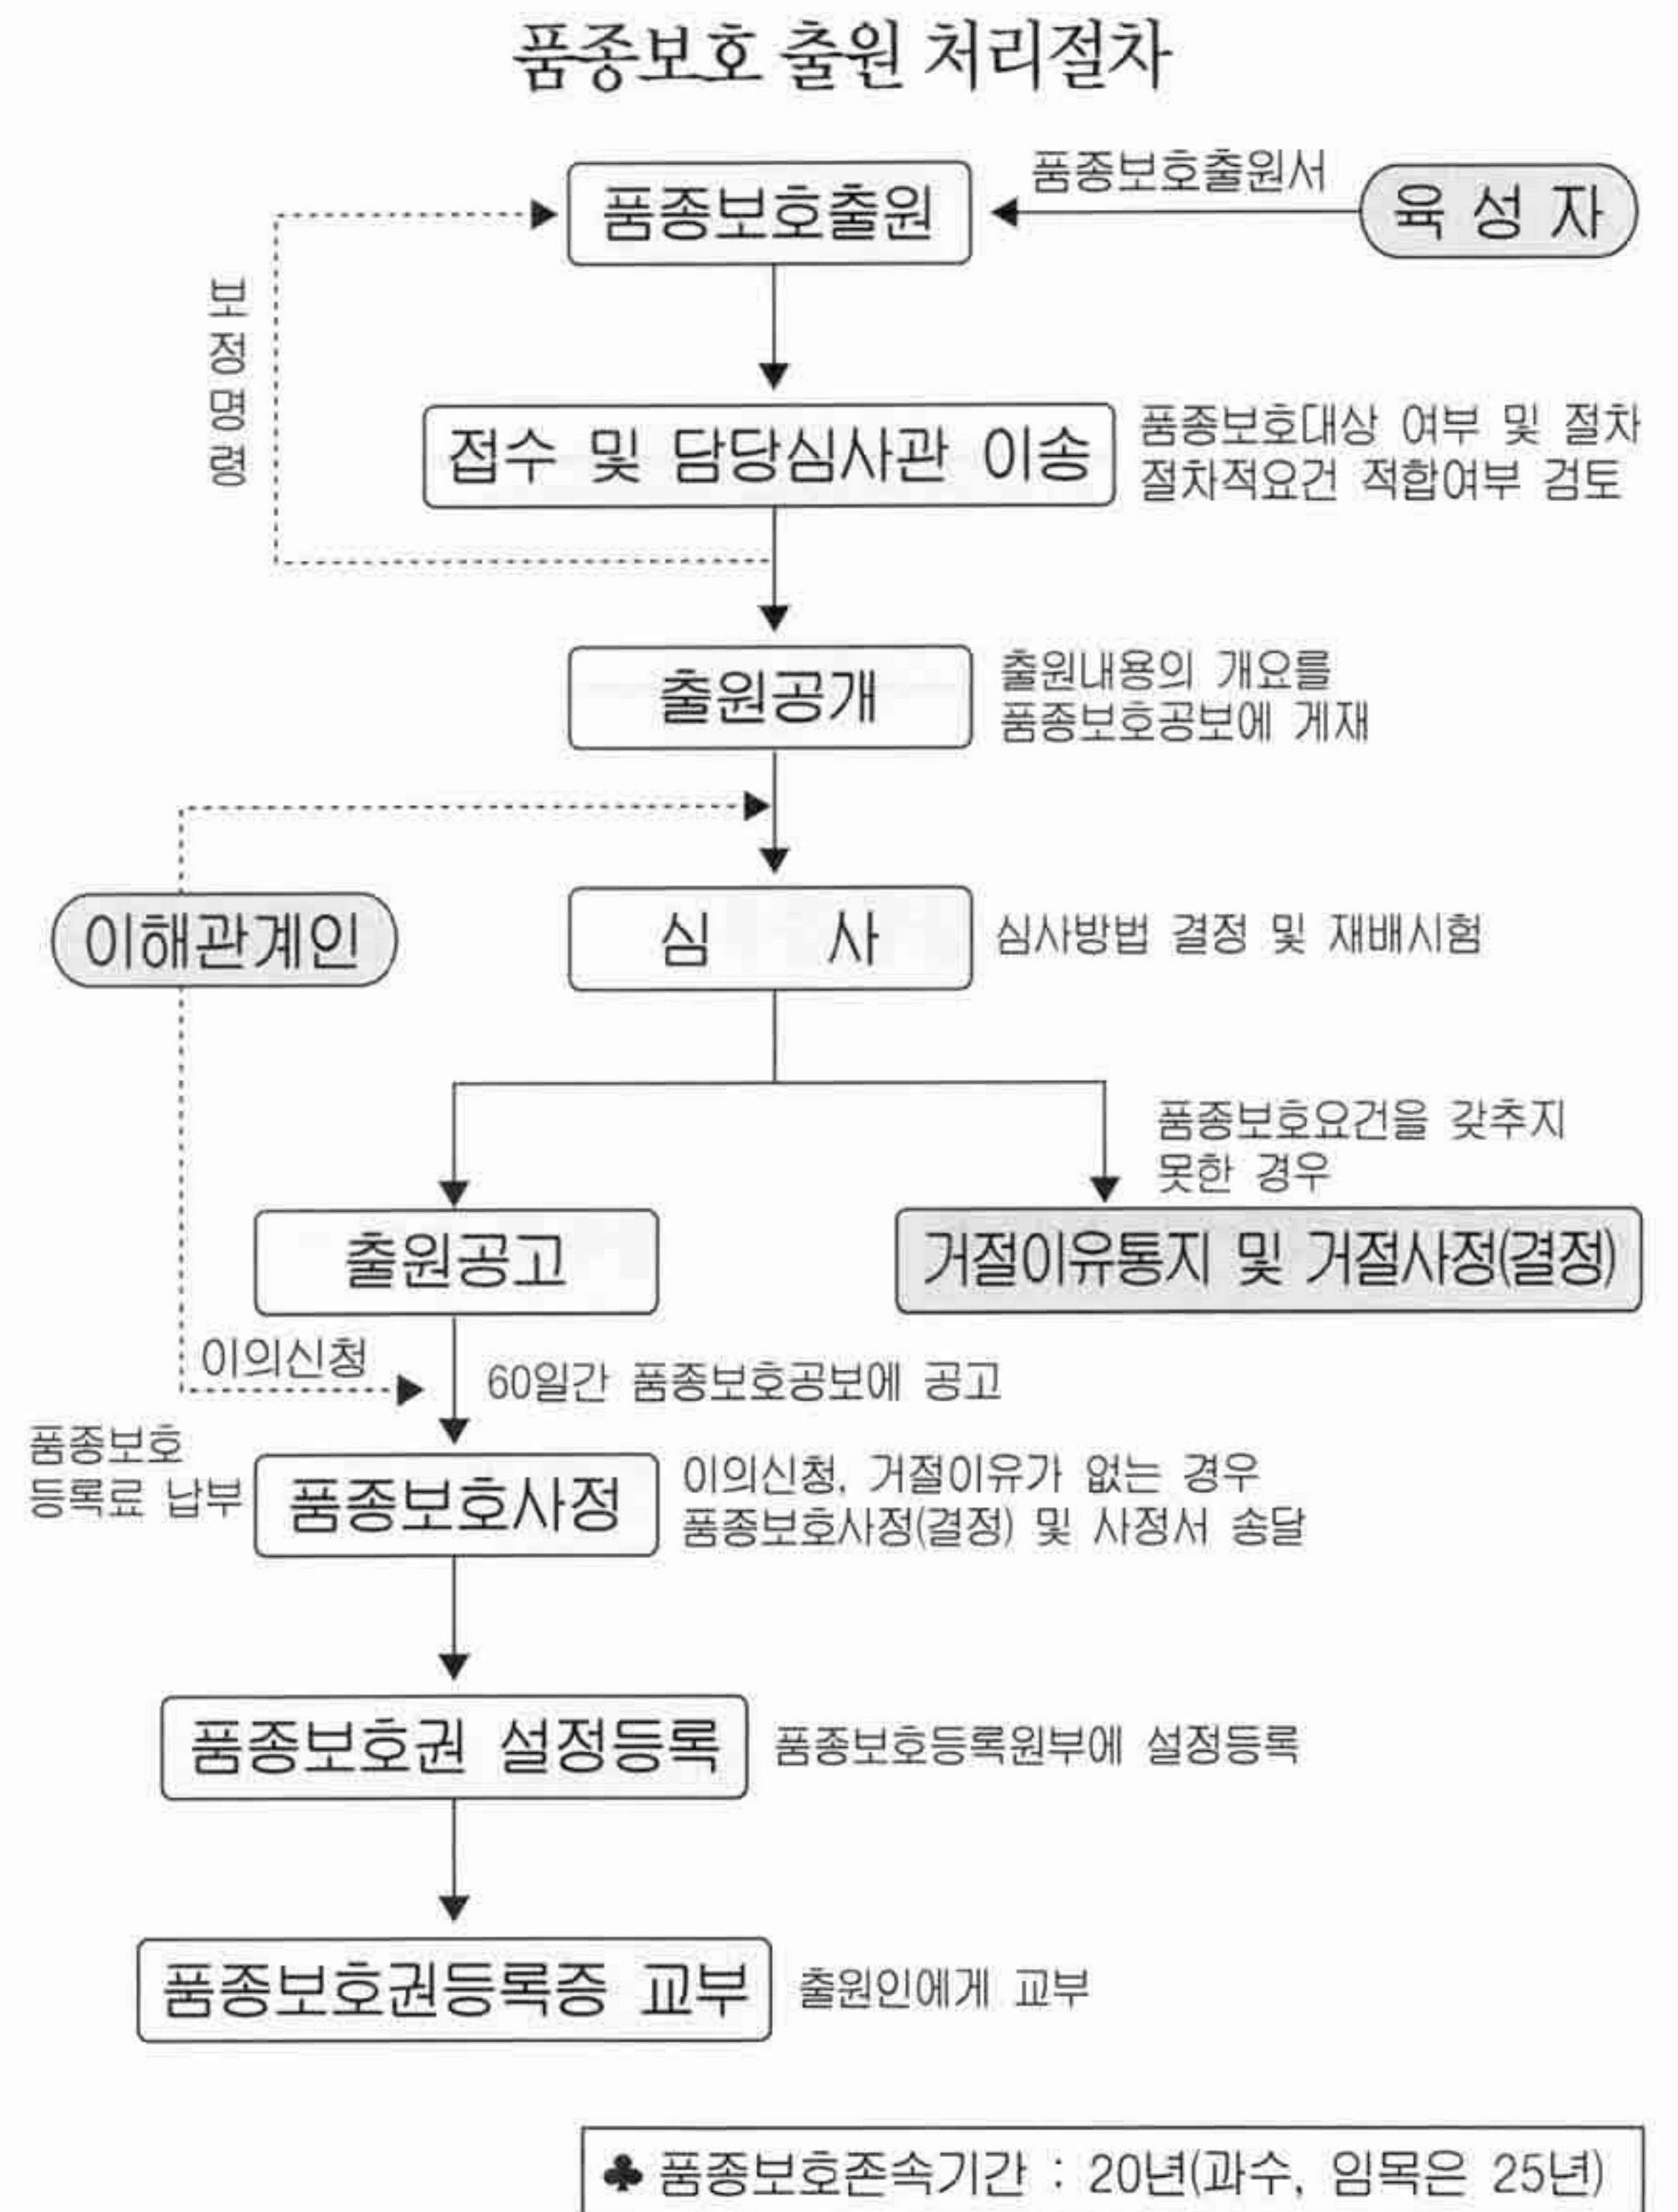 품종보호 출원 처리절차
품종보호출원서
육 성 자
품종보호출원
보정명령
접수 및 담당심사관 이송
품종보호대상 여부 및 절차
절차적요건 적합여부 검토
출원공개
출원내용의 개요를
품종보호공보에 게재
이해관계인
심 사
심사방법 결정 및 재배시험
품종보호요건을 갖추지
못한 경우
출원공고
거절이유통지 및 거절사정(결정)
이의신청
60일간 품종보호공보에 공고
품종보호
등록료 납부
품종보호사정
이의신청, 거절이유가 없는 경우
품종보호사정(결정) 및 사정서 송달
품종보호권 설정등록
품종보호등록원부에 설정등록
품종보호권등록증 교부
출원인에게 교부
♣ 품종보호존속기간 : 20년(과수, 임목은 25년)